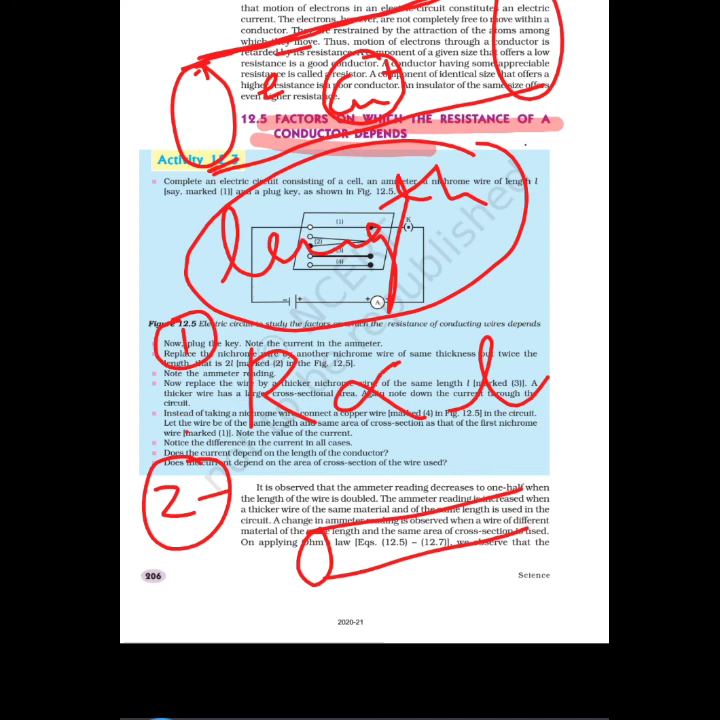 that motion of electrons in an electric circuit constitutes an electric
current. The electrons, however, are not completely free to move within a
conductor. They are restrained by the attraction of the atoms among
which they move. Thus, motion of electrons through a conductor is
retarded by its resistance. A component of a given size that offers a low
resistance is a good conductor. A conductor having some appreciable
resistance is called a resistor. A component of identical size that offers a
higher resistance is a poor conductor. An insulator of the same size offers
even higher resistance.
12.5 FACTORS ON WHICH THE RESISTANCE OF A
CONDUCTOR DEPENDS
Activity 12.3
Complete an electric circuit consisting of a cell, an ammeter, a nichrome wire of length l
[say, marked (1)] and a plug key, as shown in Fig. 12.5.
(1)
K
(2)
(3)
(4)
length
− +
+ A −
Figure 12.5 Electric circuit to study the factors on which the resistance of conducting wires depends
1
Now, plug the key. Note the current in the ammeter.
Replace the nichrome wire by another nichrome wire of same thickness but twice the
length, that is 2l [marked (2) in the Fig. 12.5].
Note the ammeter reading.
R α l
Now replace the wire by a thicker nichrome wire, of the same length l [marked (3)]. A
thicker wire has a larger cross-sectional area. Again note down the current through the
circuit.
Instead of taking a nichrome wire, connect a copper wire [marked (4) in Fig. 12.5] in the circuit.
Let the wire be of the same length and same area of cross-section as that of the first nichrome
wire [marked (1)]. Note the value of the current.
Notice the difference in the current in all cases.
Does the current depend on the length of the conductor?
Does the current depend on the area of cross-section of the wire used?
2
It is observed that the ammeter reading decreases to one-half when
the length of the wire is doubled. The ammeter reading is increased when
a thicker wire of the same material and of the same length is used in the
circuit. A change in ammeter reading is observed when a wire of different
material of the same length and the same area of cross-section is used.
On applying Ohm's law [Eqs. (12.5) – (12.7)], we observe that the
206
Science
2020-21